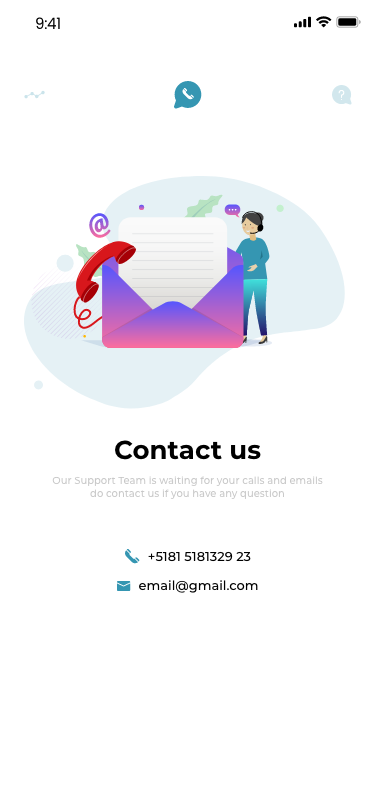 9:41
?
@
Contact us
Our Support Team is waiting for your calls and emails
do contact us if you have any question
+5181 5181329 23
email@gmail.com